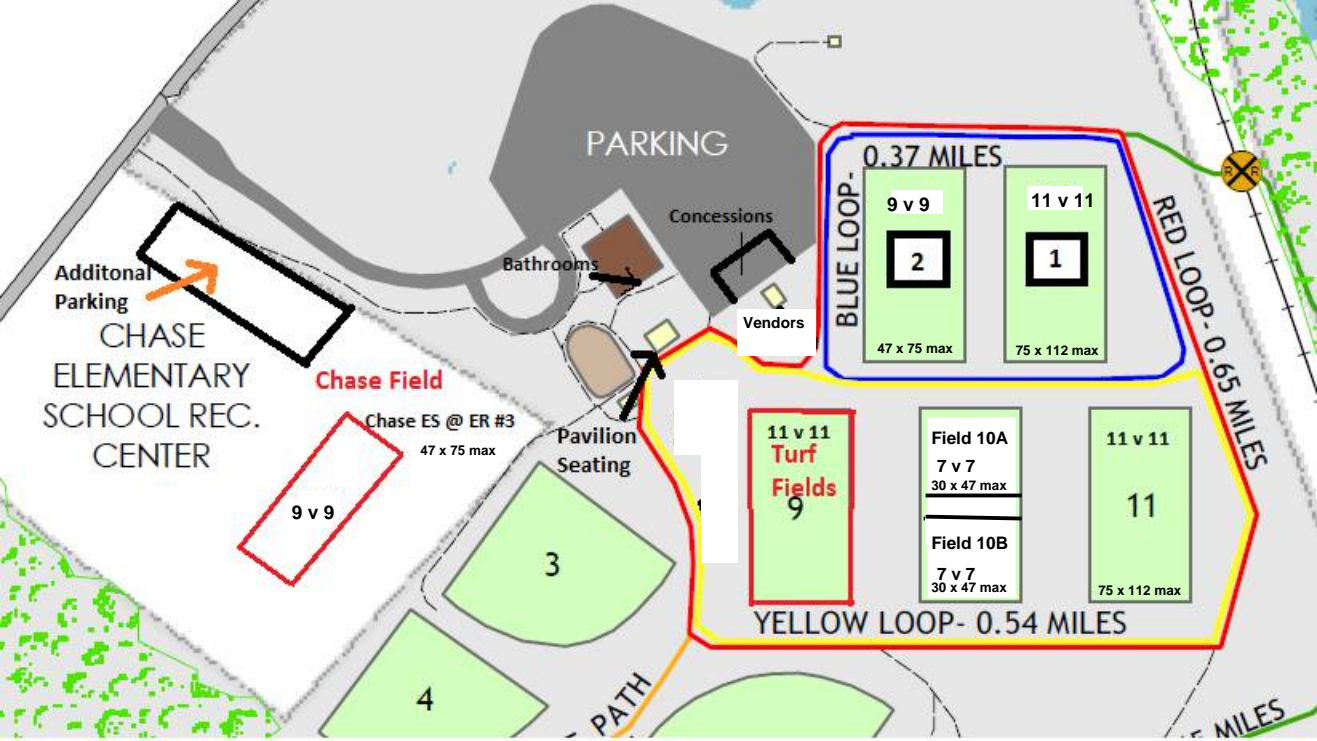 PARKING
0.37 MILES
BLUE LOOP-
9 v 9
2
47 x 75 max
11 v 11
1
75 x 112 max
R R
RED LOOP- 0.65 MILES
Concessions
Bathrooms
Vendors
Additonal
Parking
CHASE
ELEMENTARY
SCHOOL REC.
CENTER
Chase Field
Chase ES @ ER #3
47 x 75 max
9 v 9
Pavilion
Seating
11 v 11
Turf
Fields
9
Field 10A
7 v 7
30 x 47 max
Field 10B
7 v 7
30 x 47 max
11 v 11
11
75 x 112 max
YELLOW LOOP- 0.54 MILES
3
4
PATH
MILES